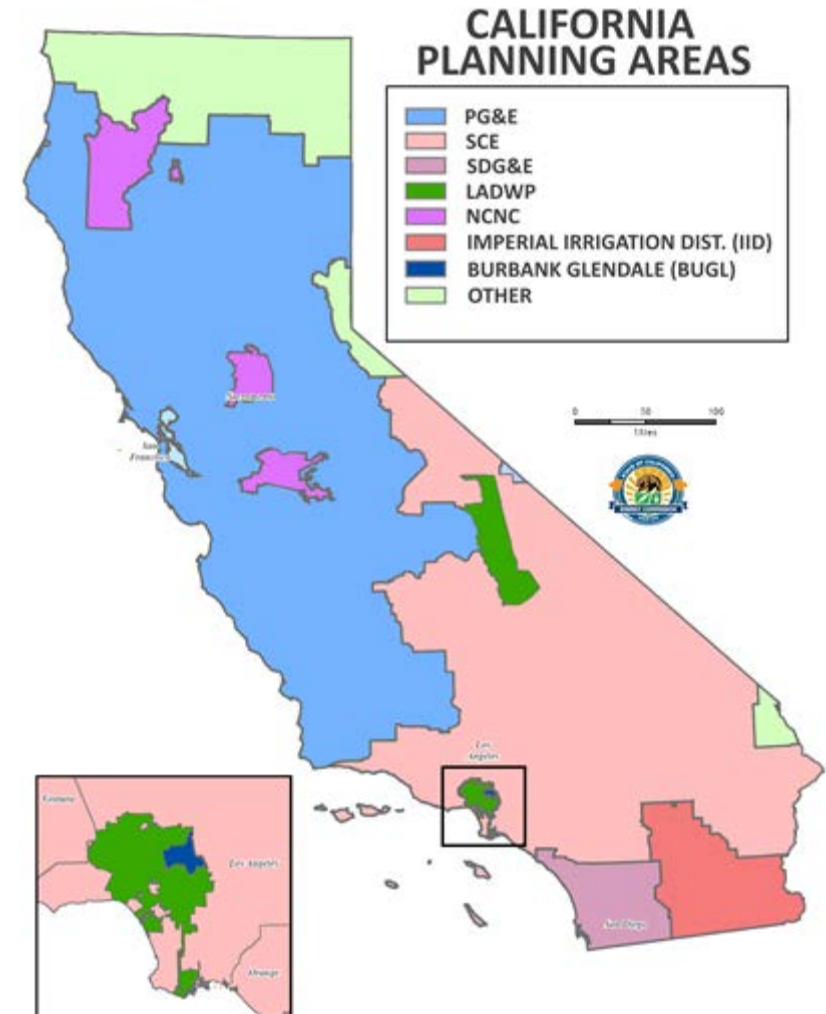 CALIFORNIA
PLANNING AREAS
PG&E
SCE
SDG&E
LADWP
NCNC
IMPERIAL IRRIGATION DIST. (IID)
BURBANK GLENDALE (BUGL)
OTHER
0 50 100
Miles
Sacramento
San
Francisco
Los
Angeles
San Diego
Ventura
Los Angeles
Orange